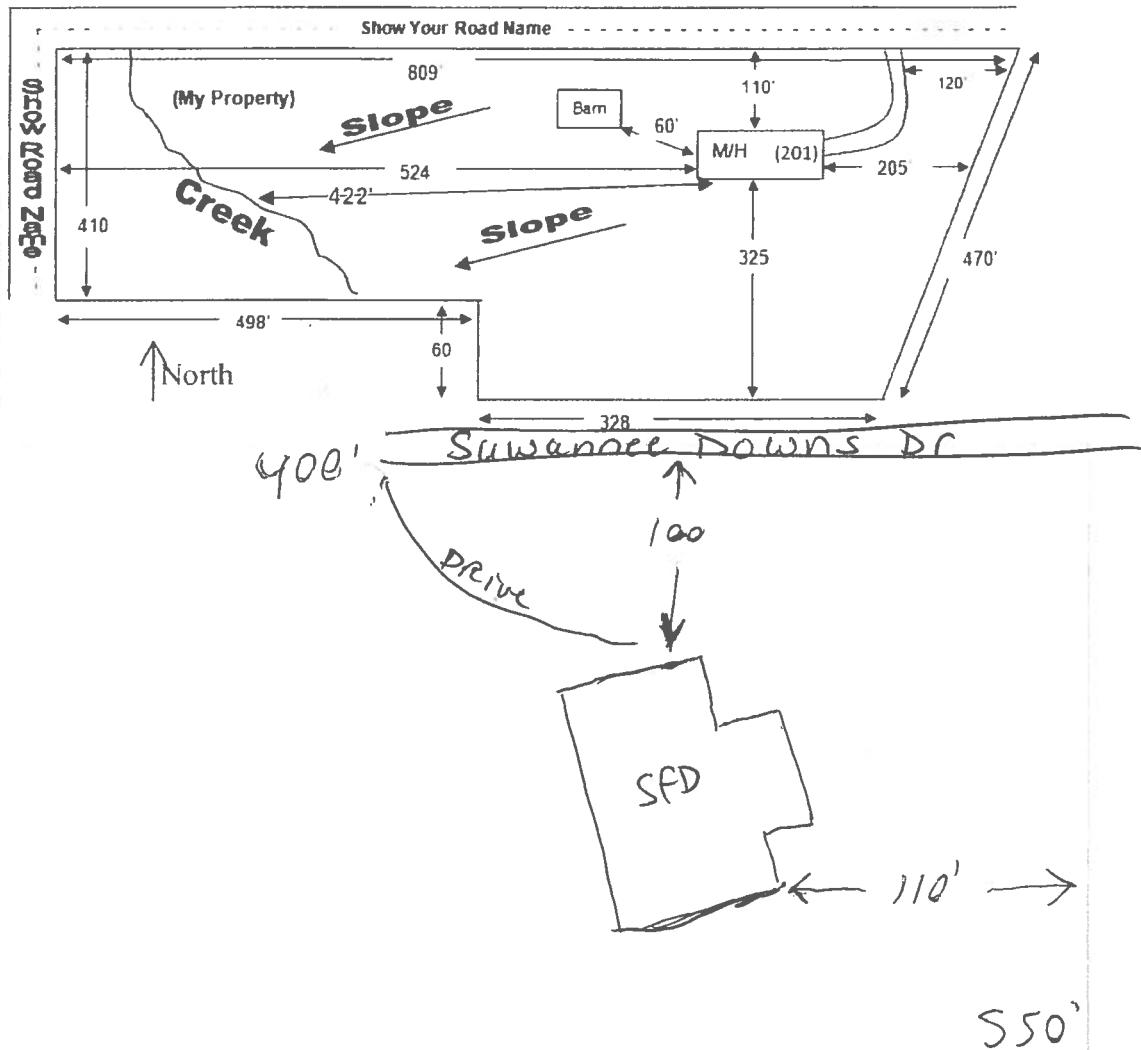 Show Your Road Name
Show Road Name
809'
110'
120'
(My Property)
Slope
Barn
60'
M/H (201)
524
205
422'
Creek
410
Slope
325
470'
498'
60
North
328
Suwannee Downs Dr
400'
100
DRive
SFD
110'
550'